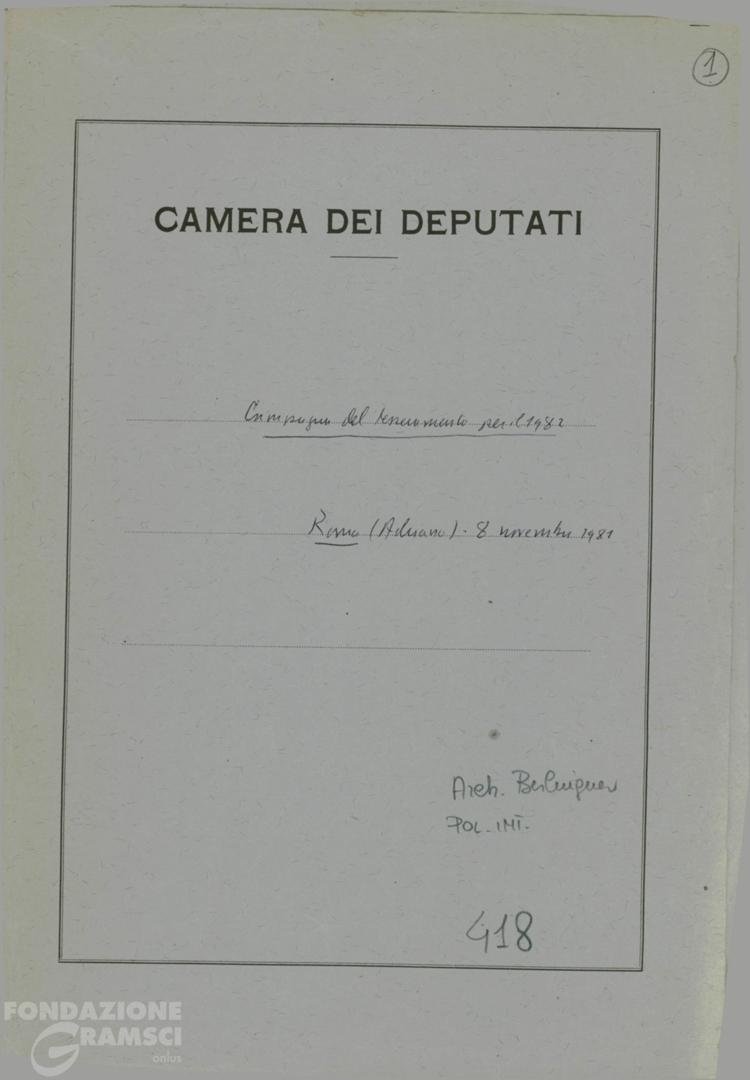 1
CAMERA DEI DEPUTATI
Campagna del tesseramento per il 1982
Roma (Adriano) - 8 novembre 1981
Arch. Berlinguer
POL. INT.
418
FONDAZIONE
GRAMSCI
onlus